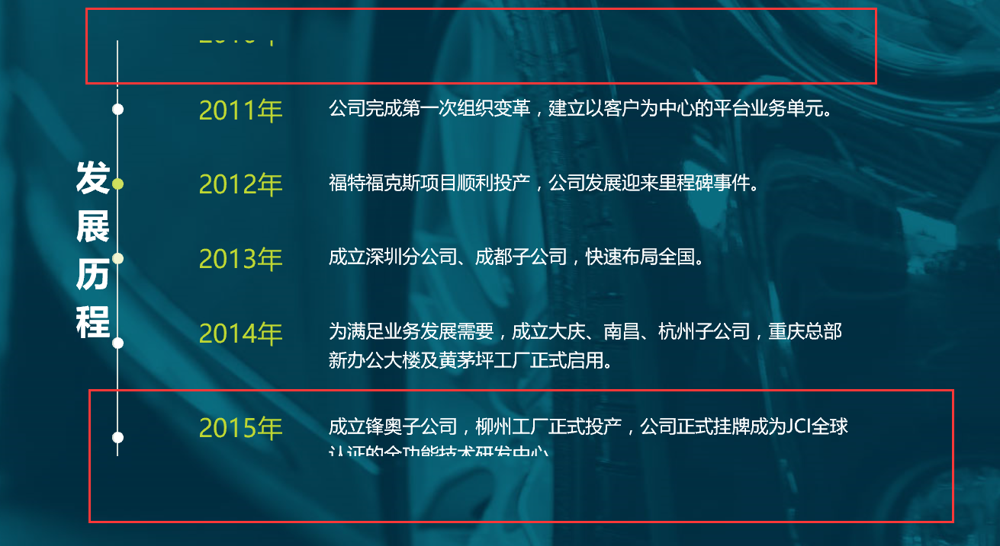 发展历程
2011年
公司完成第一次组织变革，建立以客户为中心的平台业务单元。
2012年
福特福克斯项目顺利投产，公司发展迎来里程碑事件。
2013年
成立深圳分公司、成都子公司，快速布局全国。
2014年
为满足业务发展需要，成立大庆、南昌、杭州子公司，重庆总部
新办公大楼及黄茅坪工厂正式启用。
2015年
成立锋奥子公司，柳州工厂正式投产，公司正式挂牌成为JCI全球
认证的全功能技术研发中心